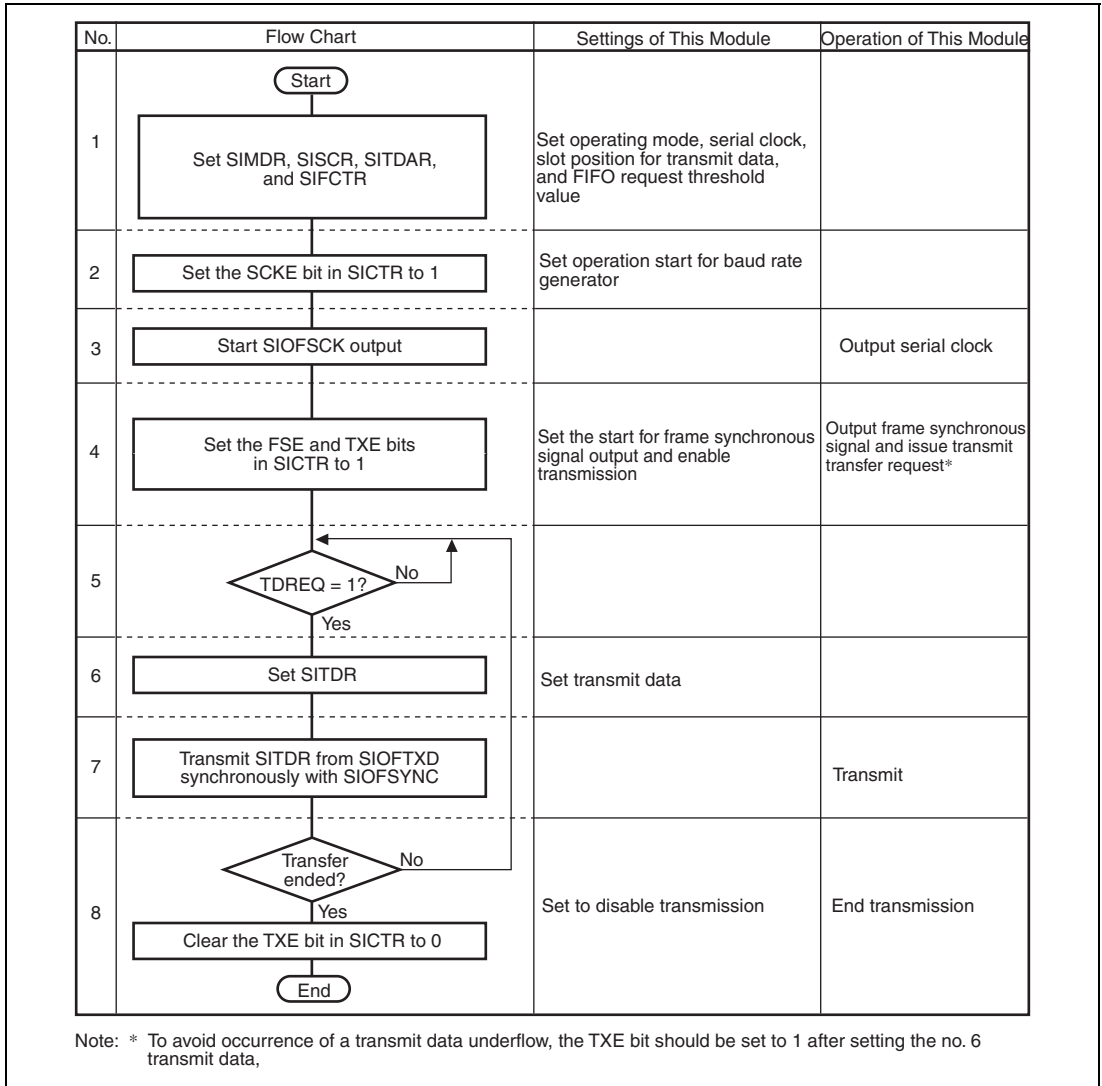 No. Flow Chart Settings of This Module Operation of This Module
Start
1
Set SIMDR, SISCR, SITDAR,
and SIFCTR
Set operating mode, serial clock,
slot position for transmit data,
and FIFO request threshold
value
2
Set the SCKE bit in SICTR to 1
Set operation start for baud rate
generator
3
Start SIOFSCK output
Output serial clock
4
Set the FSE and TXE bits
in SICTR to 1
Set the start for frame synchronous
signal output and enable
transmission
Output frame synchronous
signal and issue transmit
transfer request*
5
TDREQ = 1?
No
Yes
6
Set SITDR
Set transmit data
7
Transmit SITDR from SIOFTXD
synchronously with SIOFSYNC
Transmit
8
Transfer
ended?
No
Yes
Clear the TXE bit in SICTR to 0
Set to disable transmission
End transmission
End
Note: * To avoid occurrence of a transmit data underflow, the TXE bit should be set to 1 after setting the no. 6
transmit data,